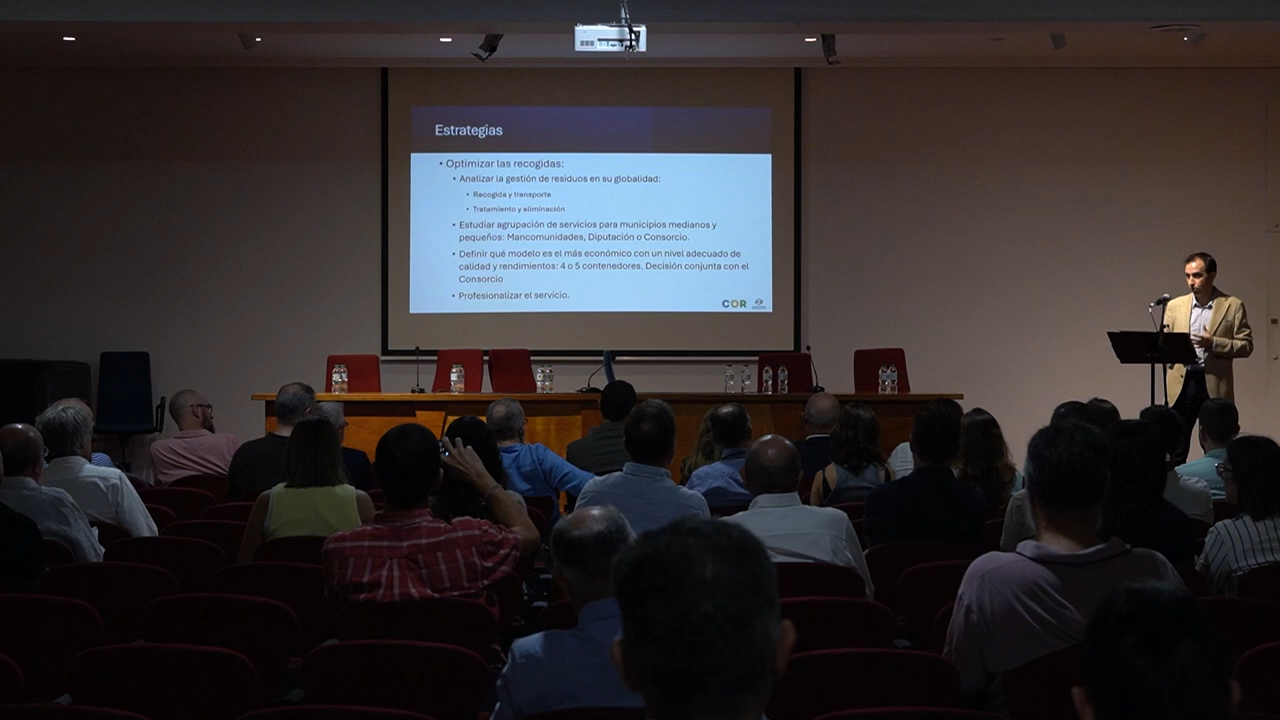 Estrategias
• Optimizar las recogidas:
• Analizar la gestión de residuos en su globalidad:
• Recogida y transporte
• Tratamiento y eliminación
• Estudiar agrupación de servicios para municipios medianos y
pequeños: Mancomunidades, Diputación o Consorcio.
• Definir qué modelo es el más económico con un nivel adecuado de
calidad y rendimientos: 4 o 5 contenedores. Decisión conjunta con el
Consorcio
• Profesionalizar el servicio.
COR